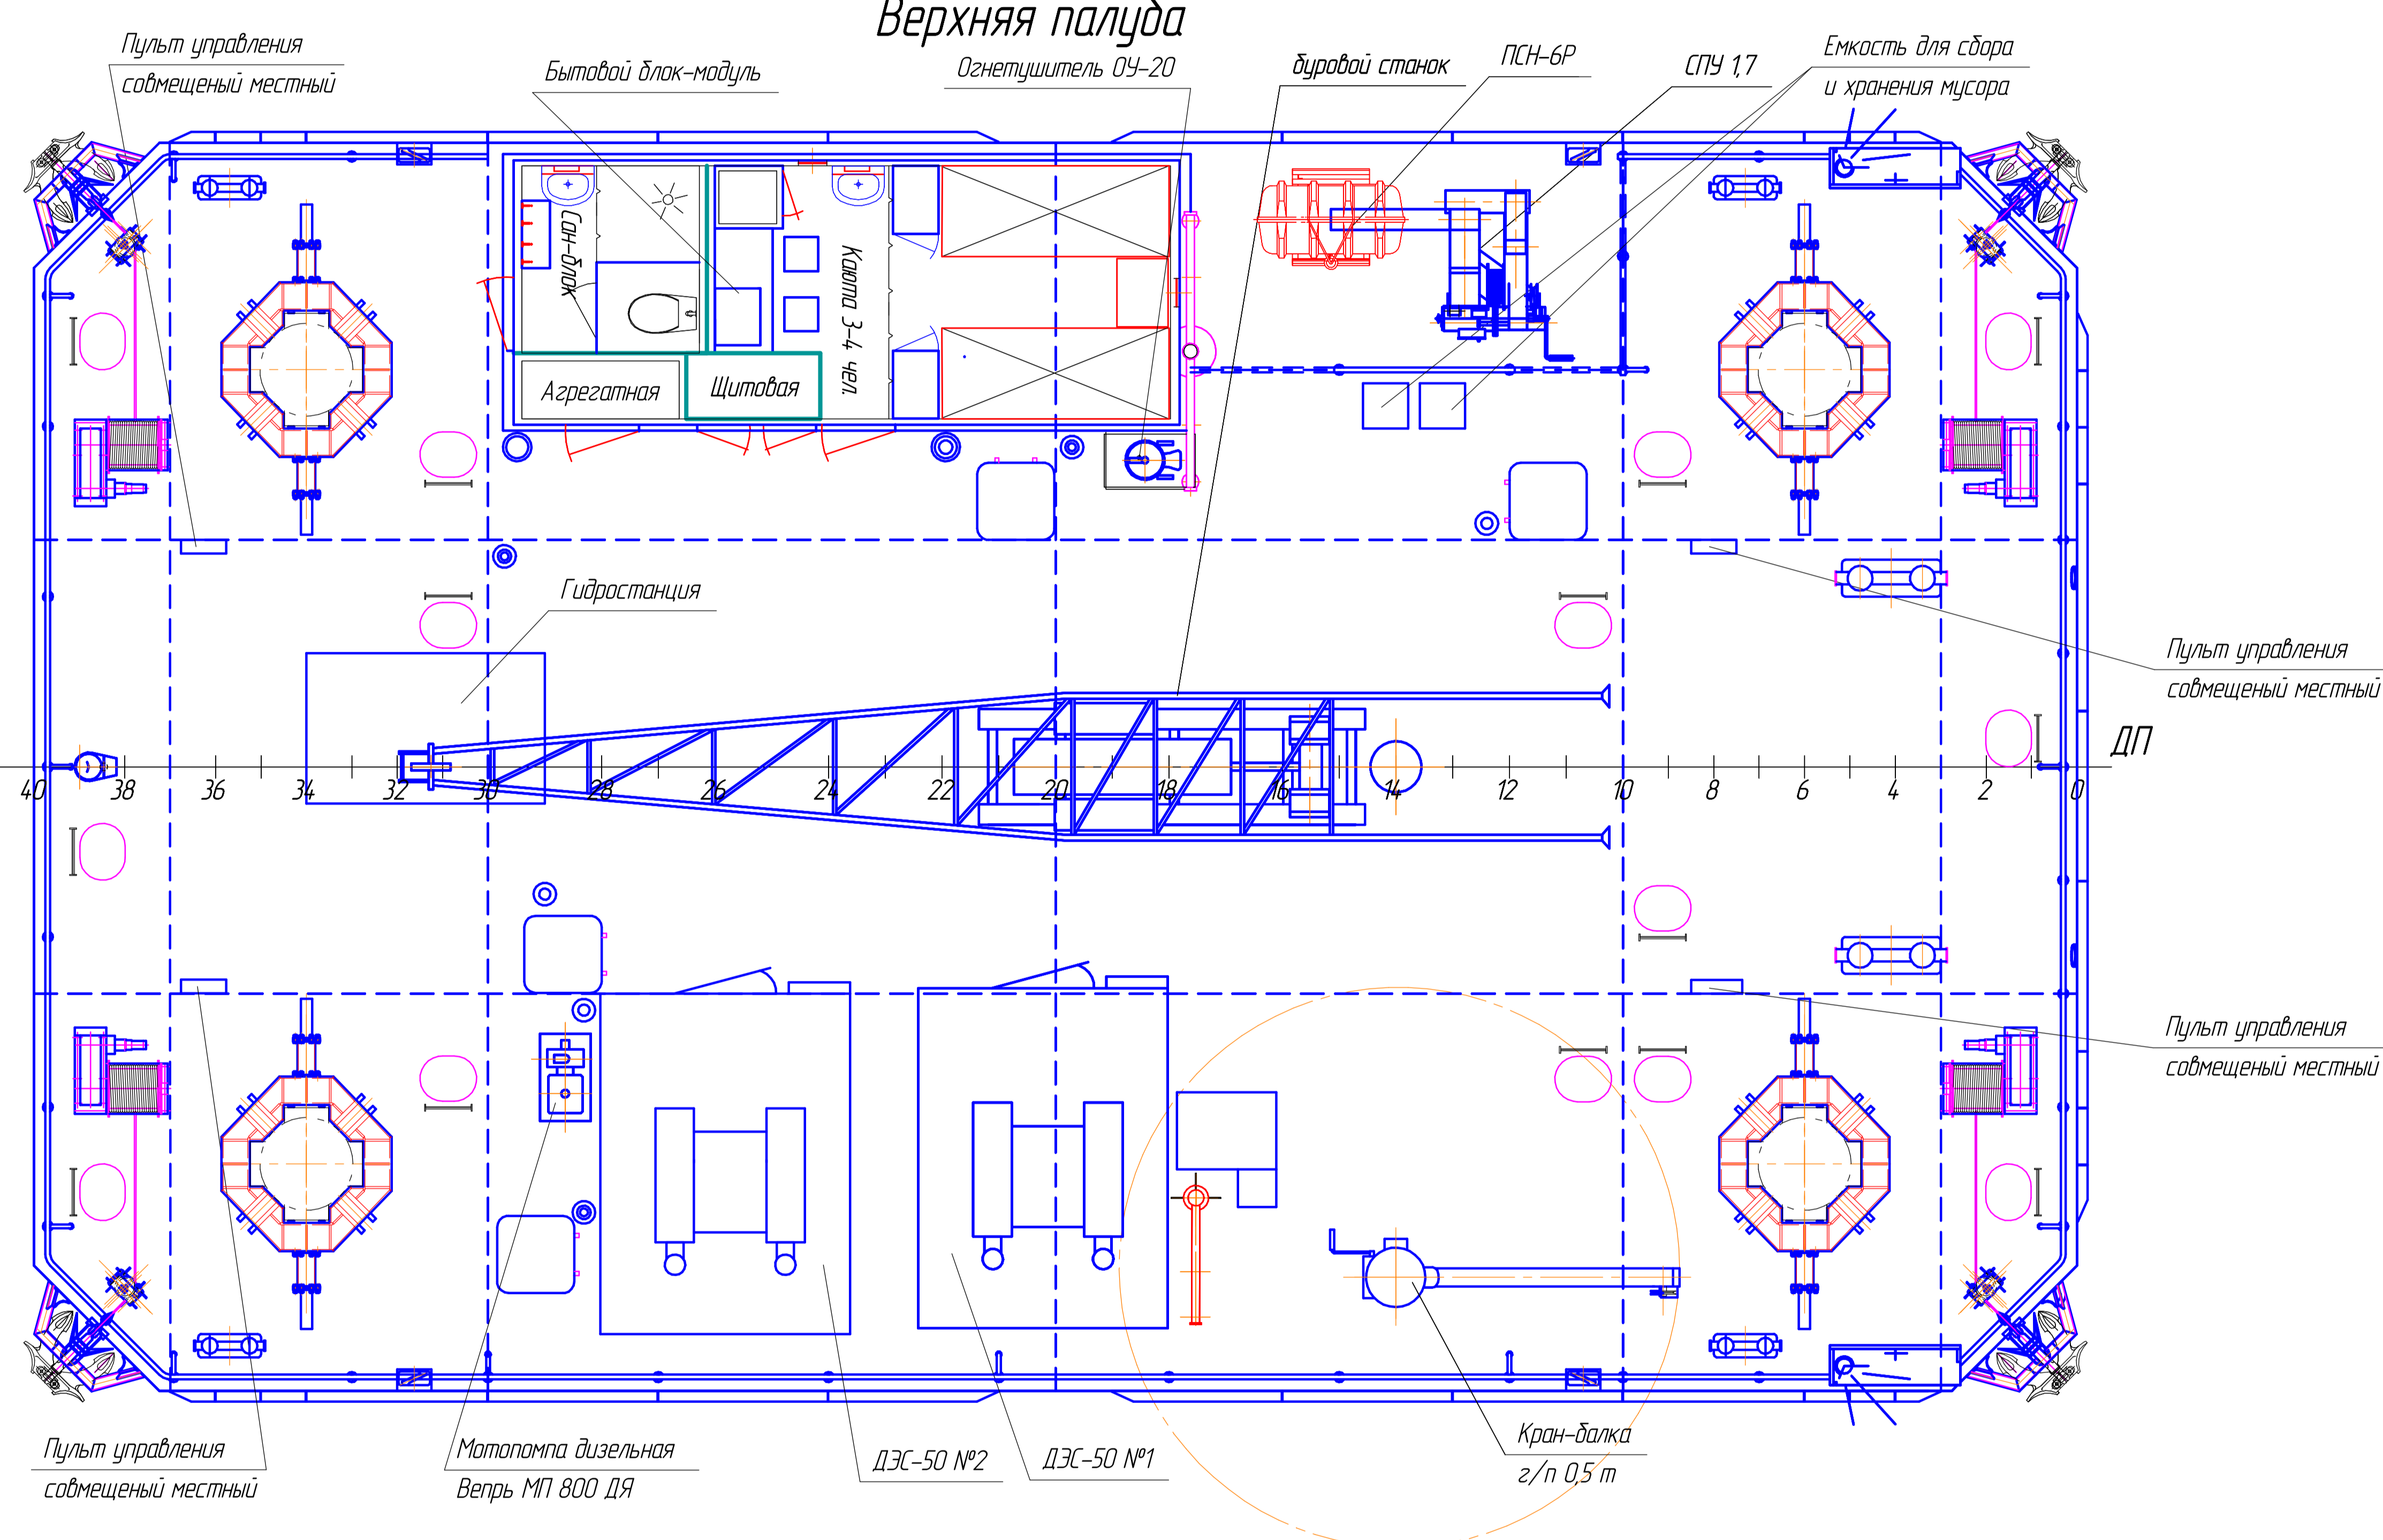 Верхняя палуба
Пульт управления
совмещеный местный
Бытовой блок-модуль
Огнетушитель ОУ-20
буровой станок
ПСН-6Р
СПУ 1,7
Емкость для сбора
и хранения мусора
Сан-блок
Каюта 3-4 чел.
Агрегатная
Щитовая
Гидростанция
Пульт управления
совмещеный местный
ДП
40 38 36 34 32 30 28 26 24 22 20 18 16 14 12 10 8 6 4 2 0
Пульт управления
совмещеный местный
Пульт управления
совмещеный местный
Мотопомпа дизельная
Вепрь МП 800 ДЯ
ДЭС-50 №2
ДЭС-50 №1
Кран-балка
г/п 0,5 т